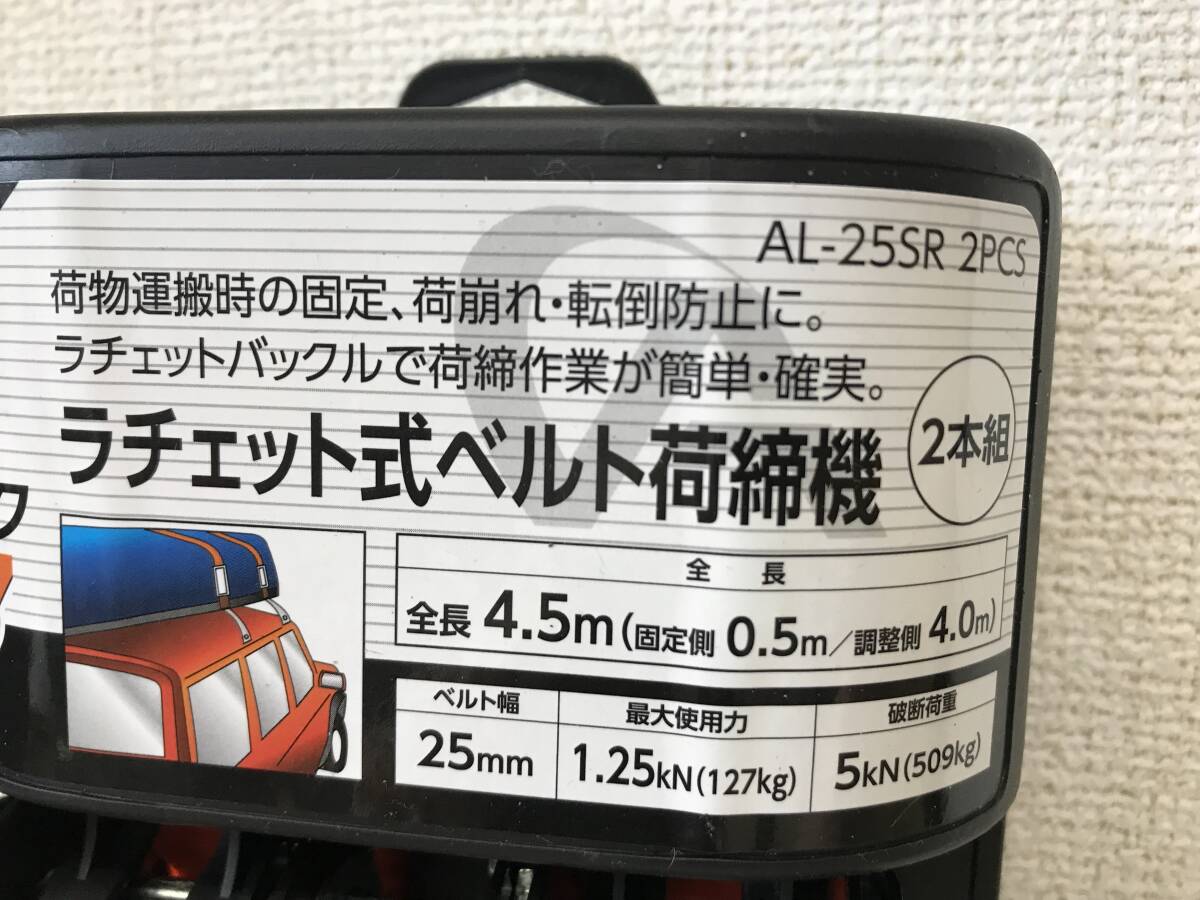 AL-25SR 2PCS
荷物運搬時の固定、荷崩れ・転倒防止に。
ラチェットバックルで荷締作業が簡単・確実。
ラチェット式ベルト荷締機
2本組
ク
全 長
全長 4.5m(固定側 0.5m/調整側 4.0m)
ベルト幅 最大使用力 破断荷重
25mm 1.25kN(127kg) 5kN(509kg)